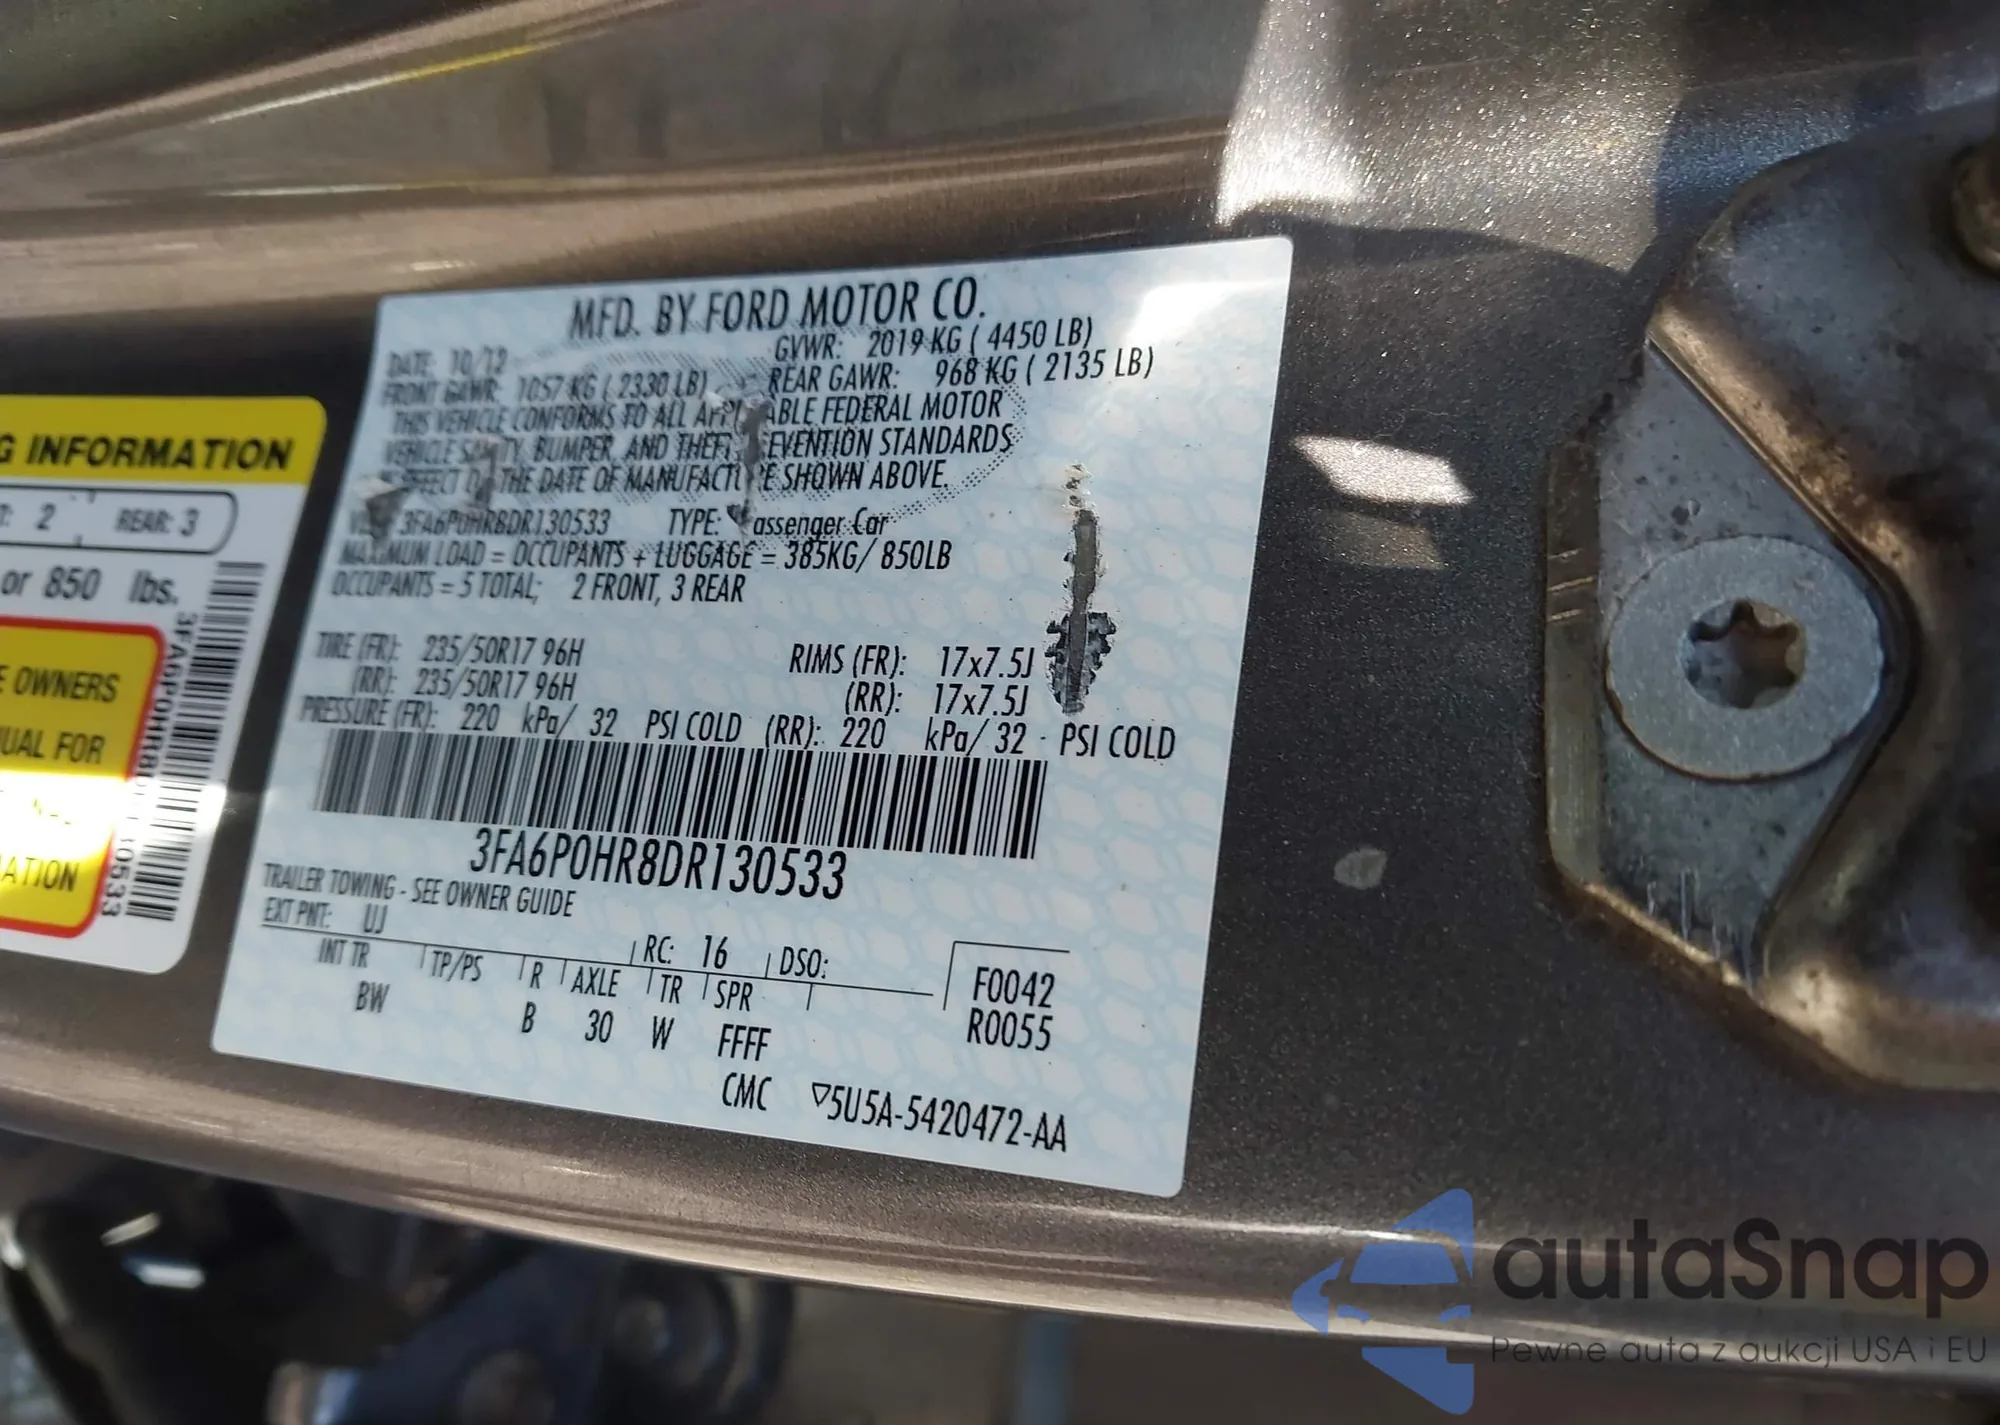 MFD. BY FORD MOTOR CO.
DATE: 10/12 GVWR: 2019 KG ( 4450 LB)
FRONT GAWR: 1057 KG ( 2330 LB) REAR GAWR: 968 KG ( 2135 LB)
THIS VEHICLE CONFORMS TO ALL APPLICABLE FEDERAL MOTOR
VEHICLE SAFETY, BUMPER, AND THEFT PREVENTION STANDARDS
EFFECT THE DATE OF MANUFACTURE SHOWN ABOVE.
3FA6P0HR8DR130533 TYPE: Passenger Car
MAXIMUM LOAD = OCCUPANTS + LUGGAGE = 385KG/ 850LB
OCCUPANTS = 5 TOTAL; 2 FRONT, 3 REAR
TIRE (FR): 235/50R17 96H RIMS (FR): 17x7.5J
(RR): 235/50R17 96H (RR): 17x7.5J
PRESSURE (FR): 220 kPa/ 32 PSI COLD (RR): 220 kPa/ 32 PSI COLD
3FA6P0HR8DR130533
TRAILER TOWING - SEE OWNER GUIDE
EXT PNT: UJ RC: 16 DSO:
INT TR TP/PS R AXLE TR SPR
BW B 30 W FFFF
F0042
R0055
CMC ▽5U5A-5420472-AA
G INFORMATION
T: 2 REAR: 3
or 850 lbs.
E OWNERS
UAL FOR
ATION
autaSnap
Pewne auta z aukcji USA i EU